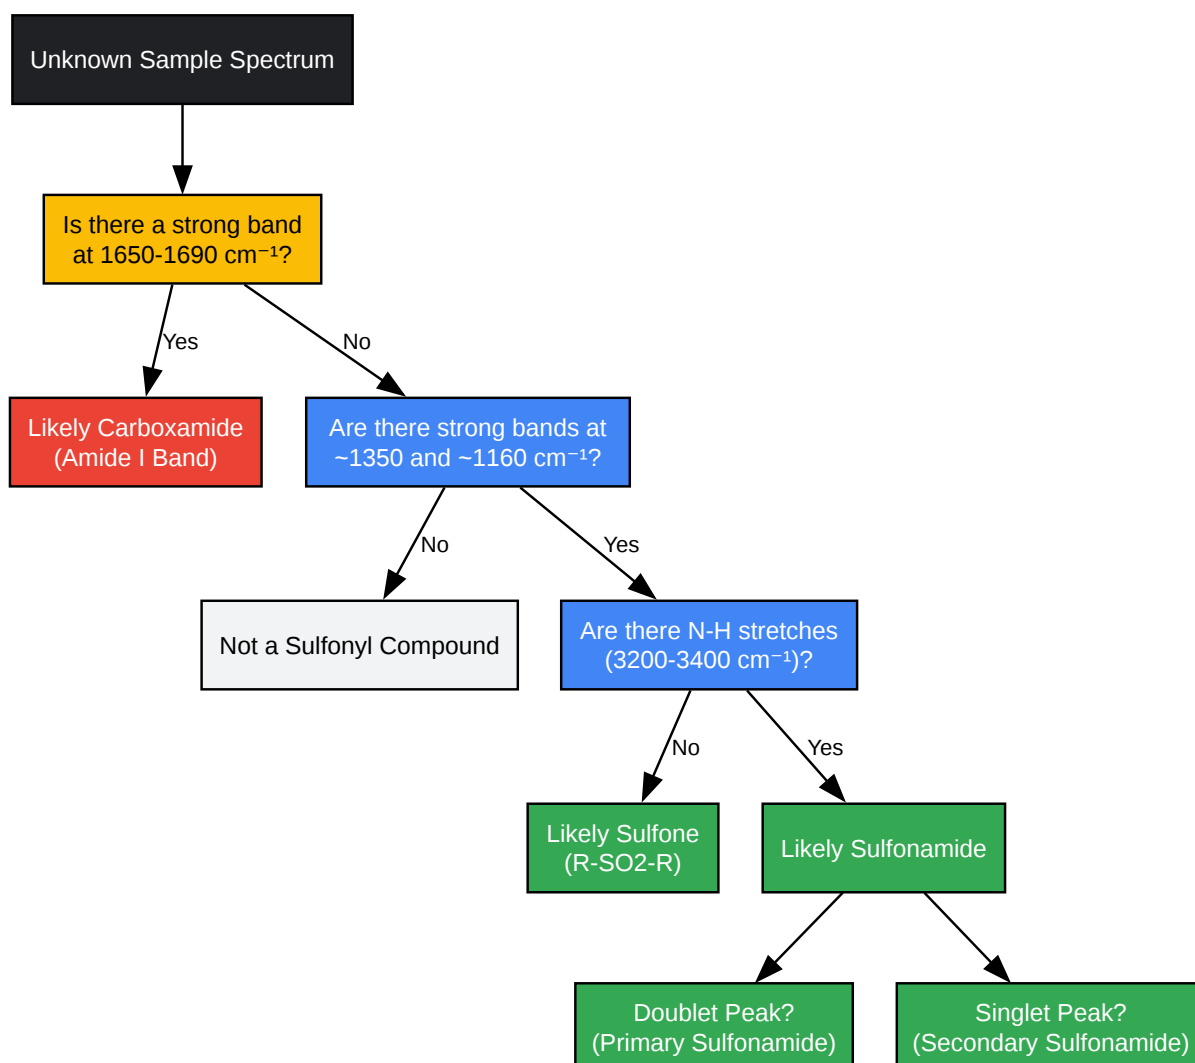 Unknown Sample Spectrum
Is there a strong band
at 1650-1690 cm⁻¹?
Yes
No
Likely Carboxamide
(Amide I Band)
Are there strong bands at
~1350 and ~1160 cm⁻¹?
No
Yes
Not a Sulfonyl Compound
Are there N-H stretches
(3200-3400 cm⁻¹)?
No
Yes
Likely Sulfone
(R-SO2-R)
Likely Sulfonamide
Doublet Peak?
(Primary Sulfonamide)
Singlet Peak?
(Secondary Sulfonamide)